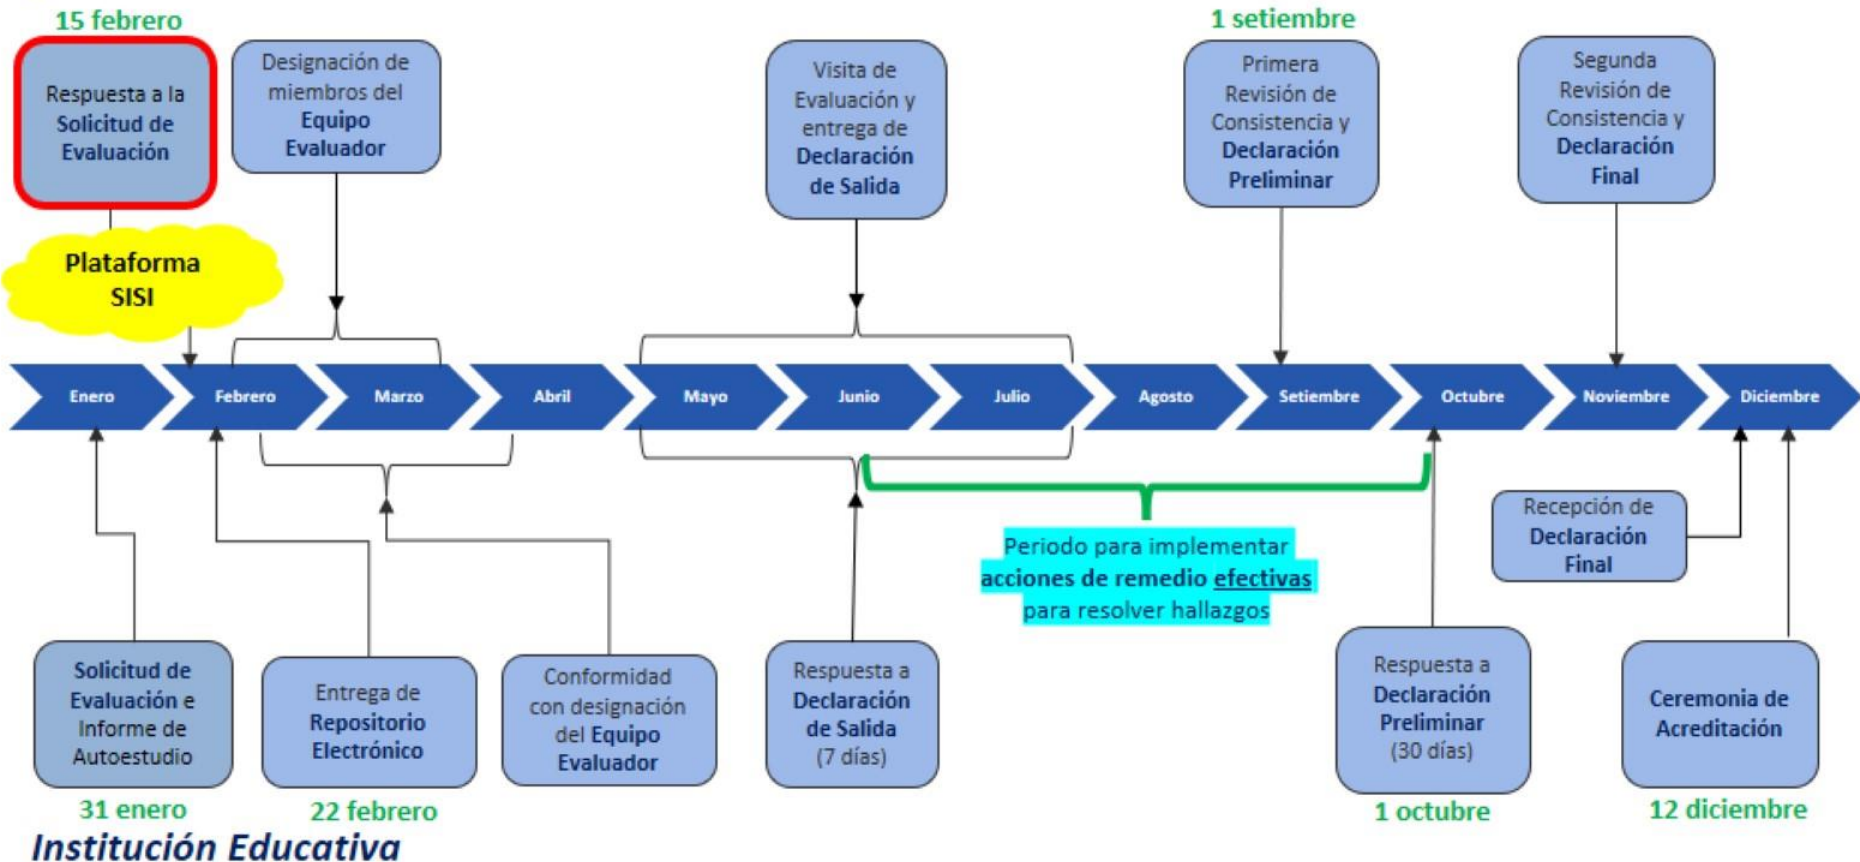 15 febrero
Respuesta a la
Solicitud de
Evaluación
Designación de
miembros del
Equipo
Evaluador
Visita de
Evaluación y
entrega de
Declaración
de Salida
1 setiembre
Primera
Revisión de
Consistencia y
Declaración
Preliminar
Segunda
Revisión de
Consistencia y
Declaración
Final
Plataforma
SISI
Enero
Febrero
Marzo
Abril
Mayo
Junio
Julio
Agosto
Setiembre
Octubre
Noviembre
Diciembre
Periodo para implementar
acciones de remedio efectivas
para resolver hallazgos
Recepción de
Declaración
Final
Solicitud de
Evaluación e
Informe de
Autoestudio
31 enero
Entrega de
Repositorio
Electrónico
22 febrero
Conformidad
con designación
del Equipo
Evaluador
Respuesta a
Declaración
de Salida
(7 días)
Respuesta a
Declaración
Preliminar
(30 días)
1 octubre
Ceremonia de
Acreditación
12 diciembre
Institución Educativa